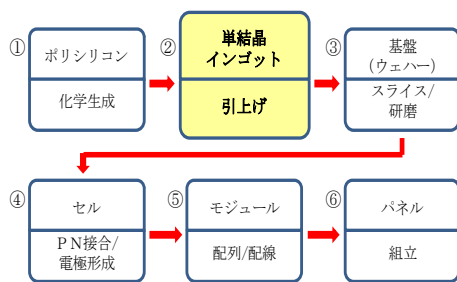 ①
ポリシリコン
化学生成
②
単結晶
インゴット
引上げ
③
基盤
(ウェハー)
スライス/
研磨
④
セル
PN接合/
電極形成
⑤
モジュール
配列/配線
⑥
パネル
組立